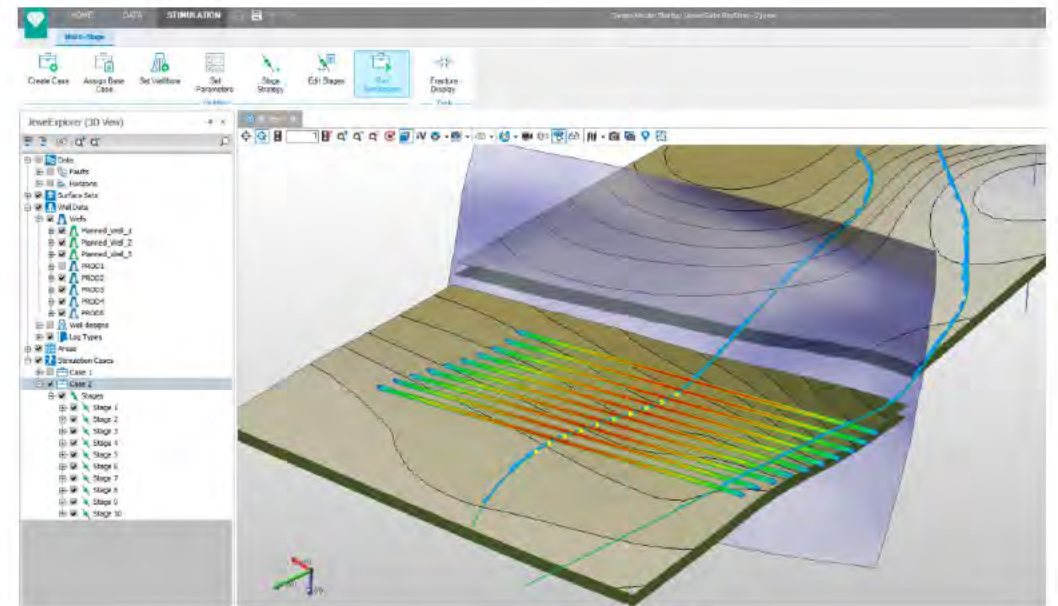 HOME DATA STIMULATION
Multi-Stage
Create Case
Assign Base Case
Set Wellbore
Set Parameters
Stage Strategy
Edit Stages
Run
Fracture Display
Tools
JewelExplorer (3D View)
Data
Faults
Horizons
Surface Sets
Well Data
Wells
Planned_Well_1
Planned_Well_2
Planned_Well_3
PROD1
PROD2
PROD3
PROD4
PROD5
Well designs
Log Types
Areas
Stimulation Cases
Case 1
Case 2
Stages
Stage 1
Stage 2
Stage 3
Stage 4
Stage 5
Stage 6
Stage 7
Stage 8
Stage 9
Stage 10